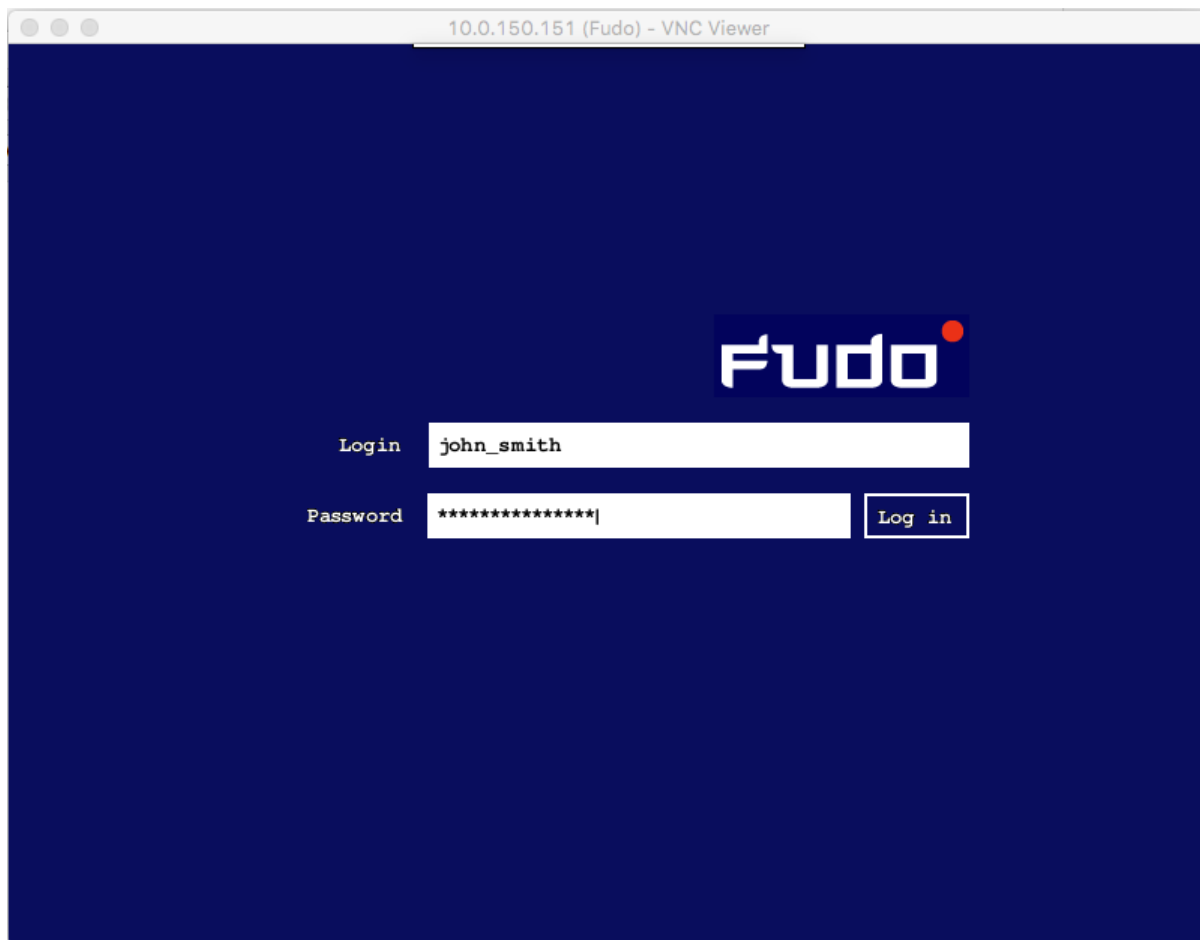 10.0.150.151 (Fudo) - VNC Viewer
Fudo
Login john_smith
Password ***************
Log in